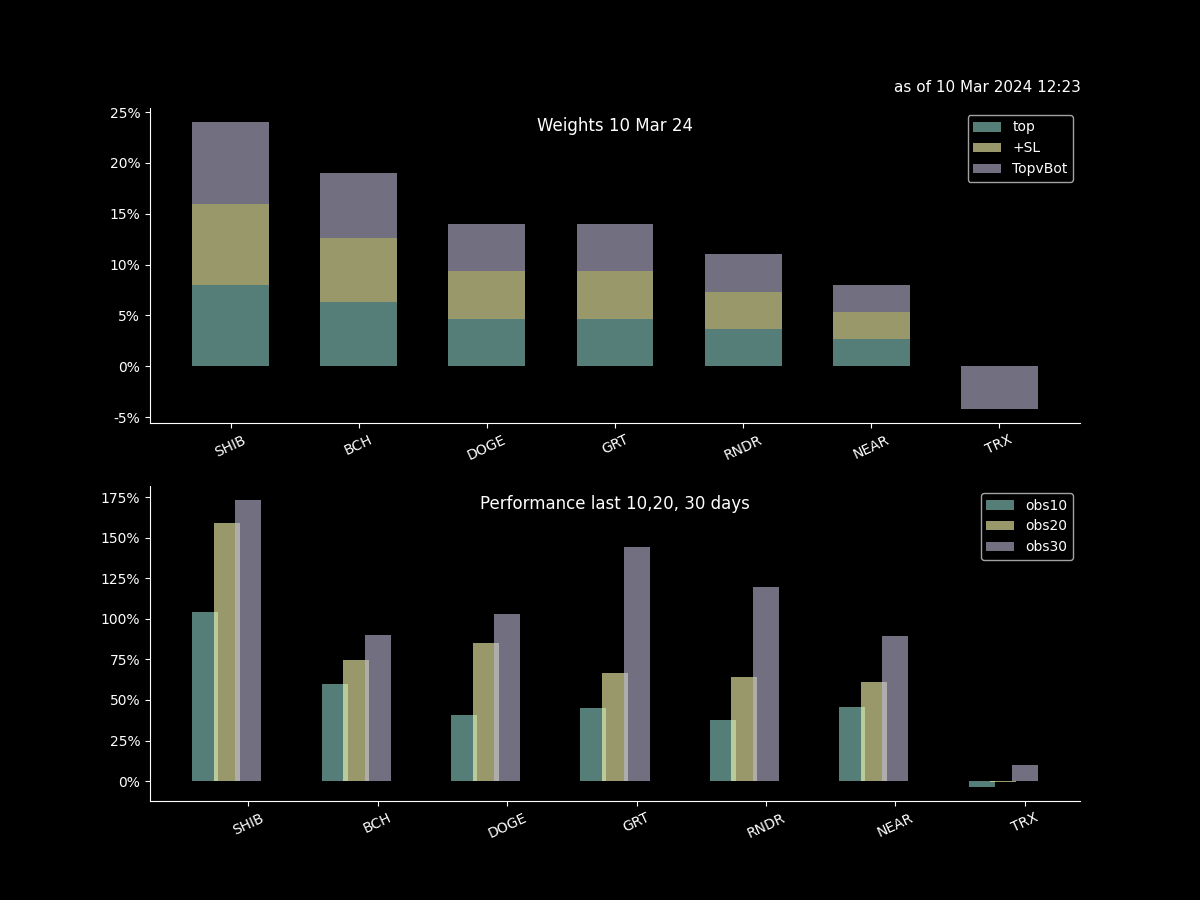 as of 10 Mar 2024 12:23
Weights 10 Mar 24
25%
20%
15%
10%
5%
0%
-5%
top
+SL
TopvBot
SHIB
BCH
DOGE
GRT
RNDR
NEAR
TRX
Performance last 10,20, 30 days
175%
150%
125%
100%
75%
50%
25%
0%
obs10
obs20
obs30
SHIB
BCH
DOGE
GRT
RNDR
NEAR
TRX